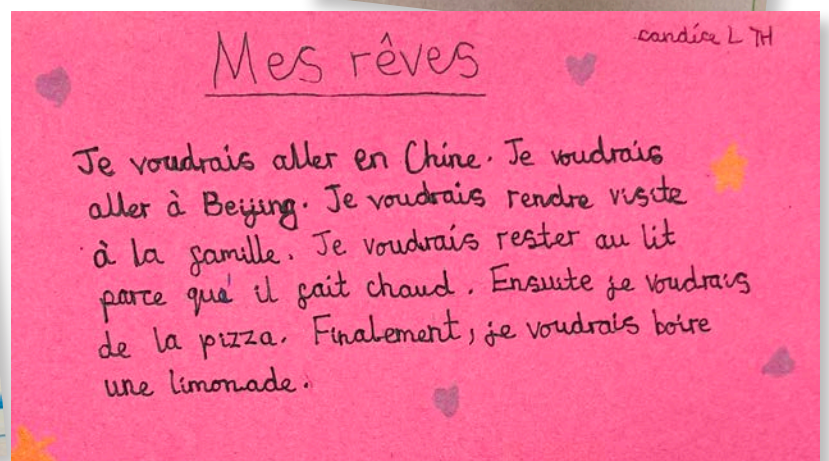 candice L 7H
Mes rêves
Je voudrais aller en Chine. Je voudrais
aller à Beijing. Je voudrais rendre visite
à la famille. Je voudrais rester au lit
parce que il fait chaud. Ensuite je voudrais
de la pizza. Finalement, je voudrais boire
une limonade.